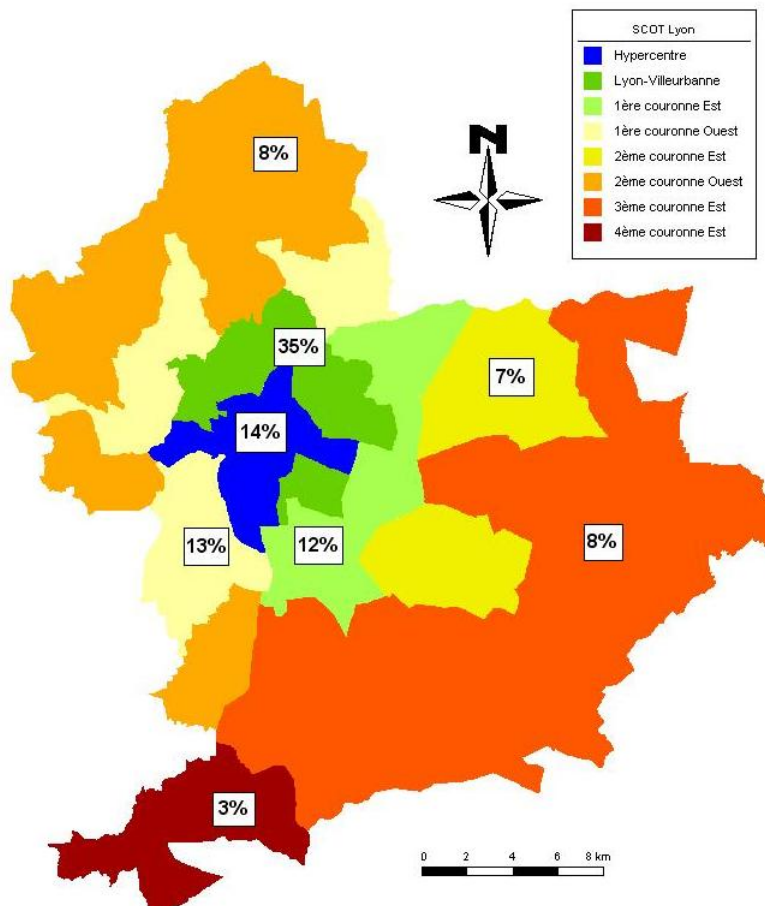 SCOT Lyon
Hypercentre
Lyon-Villeurbanne
1ère couronne Est
1ère couronne Ouest
2ème couronne Est
2ème couronne Ouest
3ème couronne Est
4ème couronne Est
N
8%
35%
7%
14%
13%
12%
8%
3%
0 2 4 6 8 km